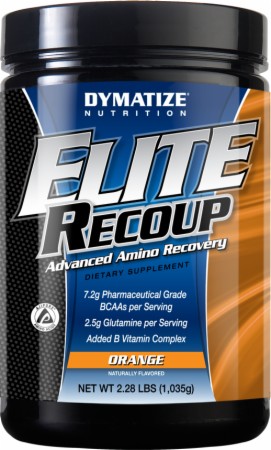 DYMATIZE
NUTRITION
ELITE
RECOUP
Advanced Amino Recovery
DIETARY SUPPLEMENT
7.2g Pharmaceutical Grade
BCAAs per Serving
2.5g Glutamine per Serving
Added B Vitamin Complex
ORANGE
NATURALLY FLAVORED
NET WT 2.28 LBS (1,035g)